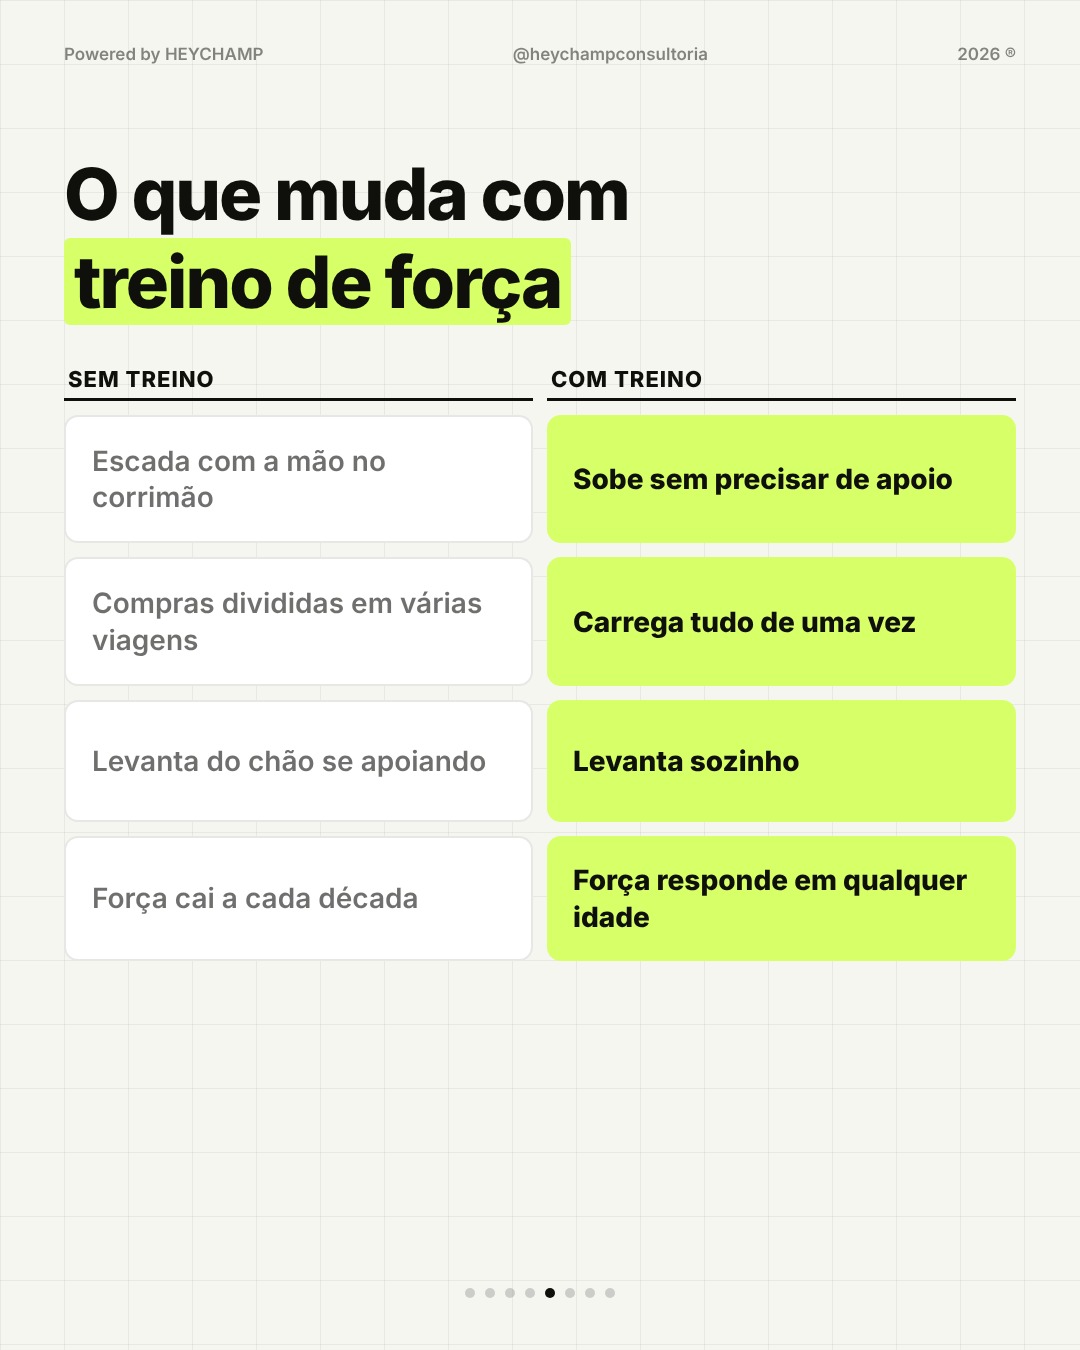 Powered by HEYCHAMP
@heychampconsultoria
2026 ®
O que muda com
treino de força
SEM TREINO
COM TREINO
Escada com a mão no
corrimão
Sobe sem precisar de apoio
Compras divididas em várias
viagens
Carrega tudo de uma vez
Levanta do chão se apoiando
Levanta sozinho
Força cai a cada década
Força responde em qualquer
idade